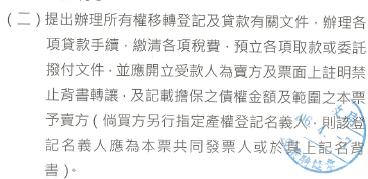 (二)提出辦理所有權移轉登記及貸款有關文件,辦理各
項貸款手續,繳清各項稅費,預立各項取款或委託
撥付文件,並應開立受款人為賣方及票面上註明禁
止背書轉讓,及記載擔保之債權金額及範圍之本票
予賣方(倘買方另行指定產權登記名義人,則該登
記名義人應為本票共同發票人或於其上記名背
書)。